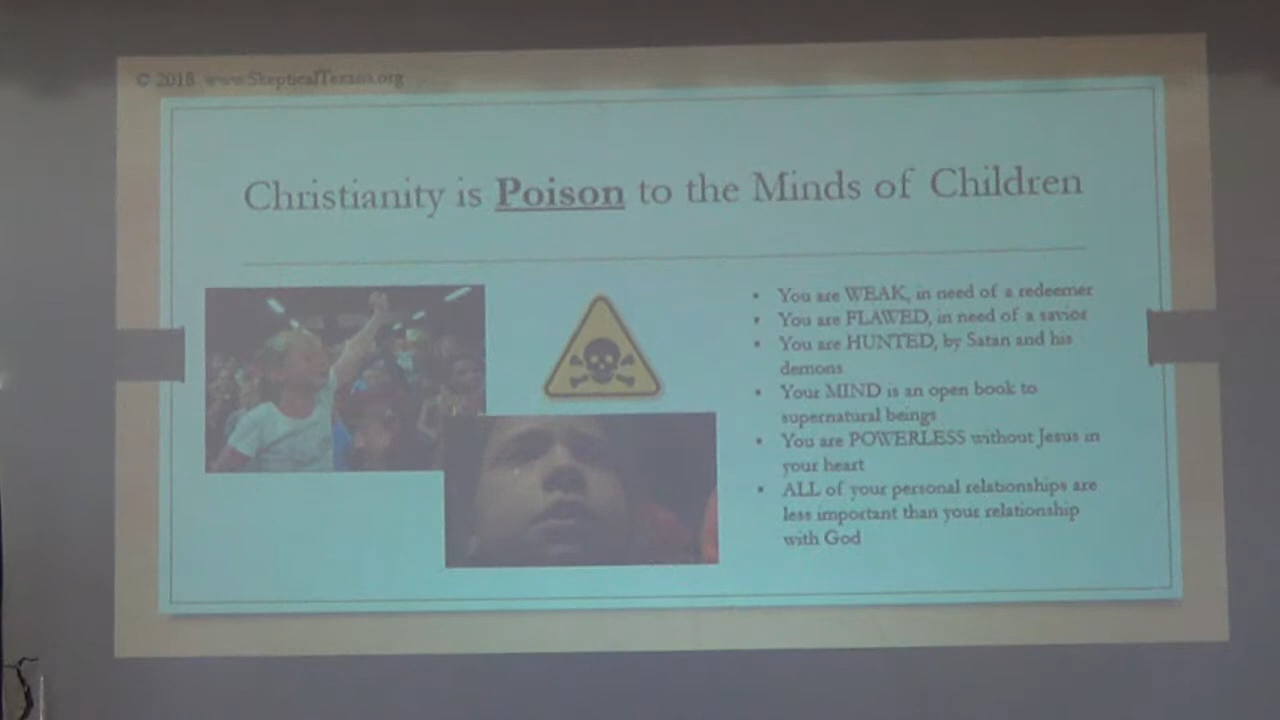 © 2018 www.SkepticalTexans.org
Christianity is Poison to the Minds of Children
• You are WEAK, in need of a redeemer
• You are FLAWED, in need of a savior
• You are HUNTED, by Satan and his
demons
• Your MIND is an open book to
supernatural beings
• You are POWERLESS without Jesus in
your heart
• ALL of your personal relationships are
less important than your relationship
with God